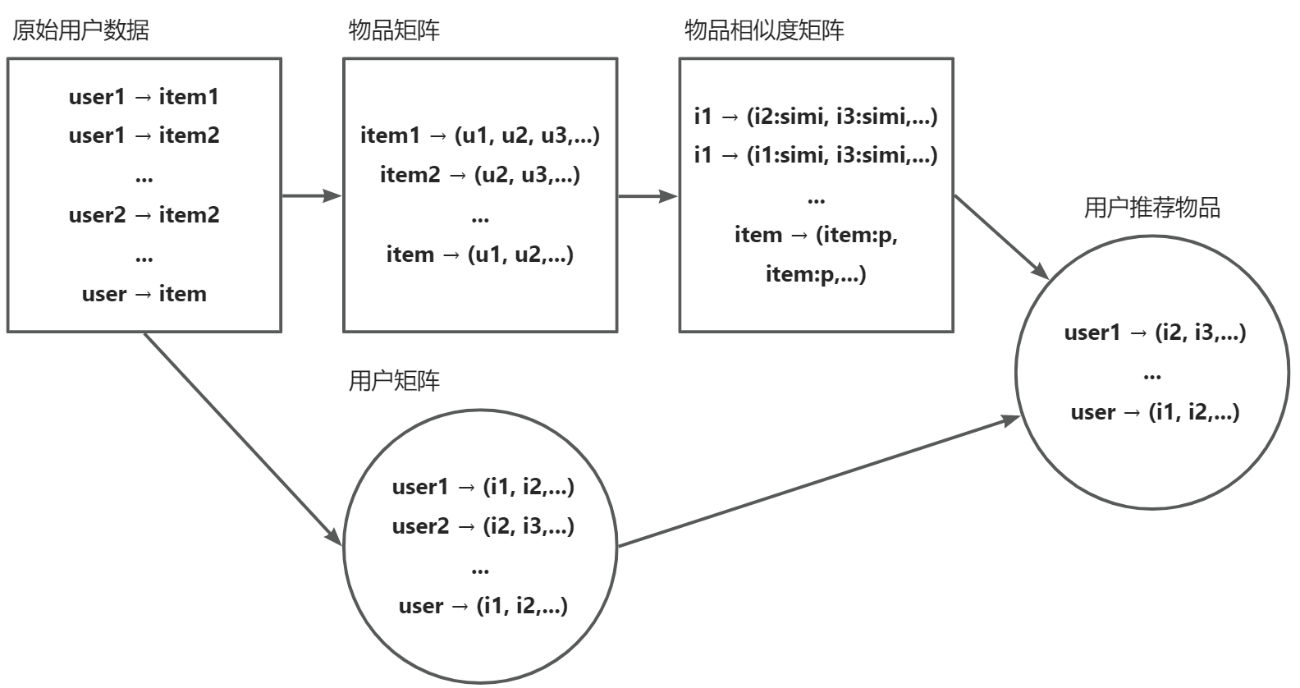 原始用户数据
user1 → item1
user1 → item2
...
user2 → item2
...
user → item
物品矩阵
item1 → (u1, u2, u3,...)
item2 → (u2, u3,...)
...
item → (u1, u2,...)
物品相似度矩阵
i1 → (i2:simi, i3:simi,...)
i1 → (i1:simi, i3:simi,...)
...
item → (item:p,
item:p,...)
用户矩阵
user1 → (i1, i2,...)
user2 → (i2, i3,...)
...
user → (i1, i2,...)
用户推荐物品
user1 → (i2, i3,...)
...
user → (i1, i2,...)